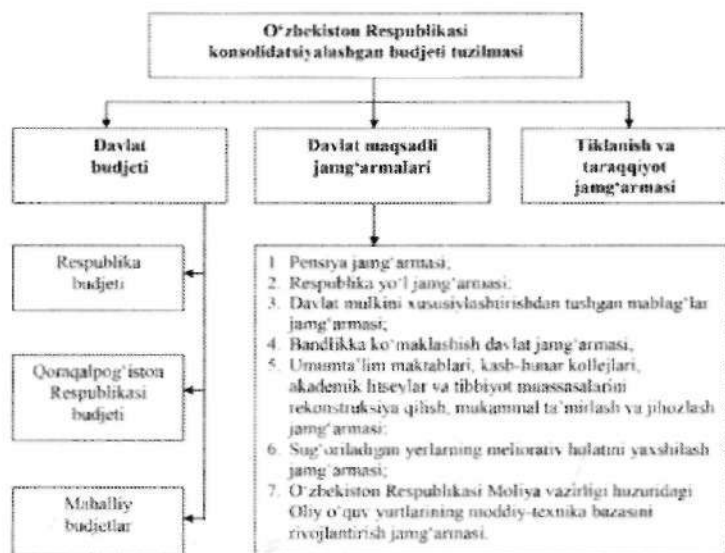 O‘zbekiston Respublikasi
konsolidatsiyalashgan budjeti tuzilmasi
Davlat
budjeti
Davlat maqsadli
jamg‘armalari
Tiklanish va
taraqqiyot
jamg‘armasi
Respublika
budjeti
Qoraqalpog‘iston
Respublikasi
budjeti
Mahalliy
budjetlar
1. Pensiya jamg‘armasi;
2. Respublika yo‘l jamg‘armasi;
3. Davlat mulkini xususiylashtirishdan tushgan mablag‘lar
jamg‘armasi;
4. Bandlikka ko‘maklashish davlat jamg‘armasi;
5. Umumta’lim maktablari, kasb-hunar kollejlari,
akademik litseylar va tibbiyot muassasalarini
rekonstruksiya qilish, mukammal ta’mirlash va jihozlash
jamg‘armasi;
6. Sug‘oriladigan yerlarning meliorativ holatini yaxshilash
jamg‘armasi;
7. O‘zbekiston Respublikasi Moliya vazirligi huzuridagi
Oliy o‘quv yurtlarining moddiy-texnika bazasini
rivojlantirish jamg‘armasi.